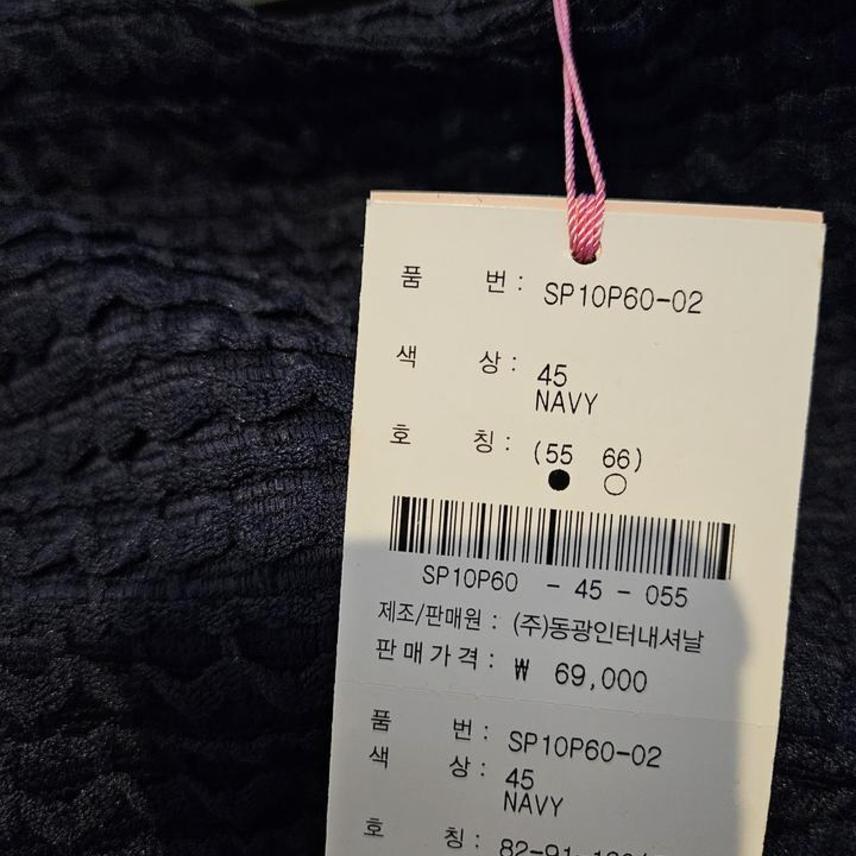 품 번 : SP10P60-02
색 상 : 45
NAVY
호 칭 : (55 66)
SP10P60 - 45 - 055
제조/판매원 : (주)동광인터내셔날
판매가격 : ₩ 69,000
품 번 : SP10P60-02
색 상 : 45
NAVY
호 칭 : 82-91